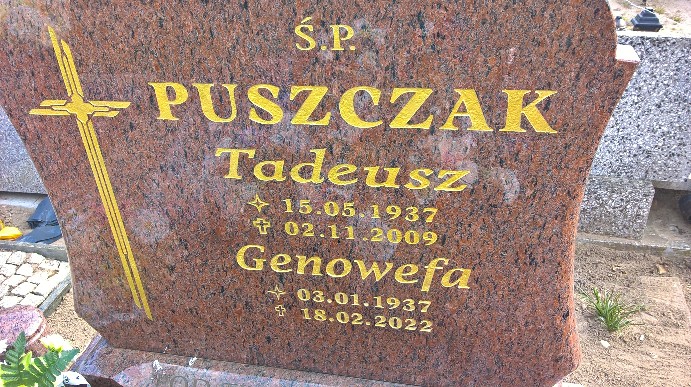 Ś.P.
PUSZCZAK
Tadeusz
15.05.1937
02.11.2009
Genowefa
03.01.1937
18.02.2022